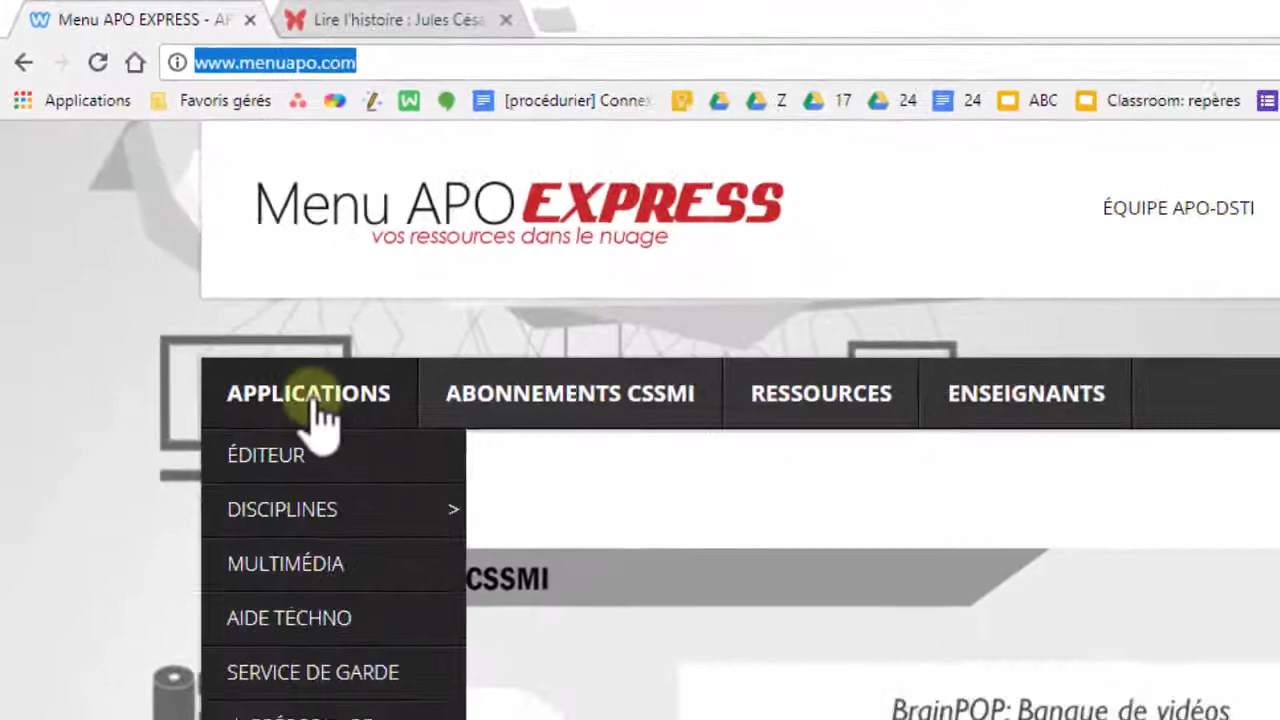 Menu APO EXPRESS - AP
Lire l'histoire : Jules Césa
www.menuapo.com
Applications Favoris gérés [procédurier] Connex Z 17 24 24 ABC Classroom: repères
Menu APO EXPRESS
vos ressources dans le nuage
ÉQUIPE APO-DSTI
APPLICATIONS ABONNEMENTS CSSMI RESSOURCES ENSEIGNANTS
ÉDITEUR
DISCIPLINES >
MULTIMÉDIA
CSSMI
AIDE TECHNO
SERVICE DE GARDE
BrainPOP: Banque de vidéos